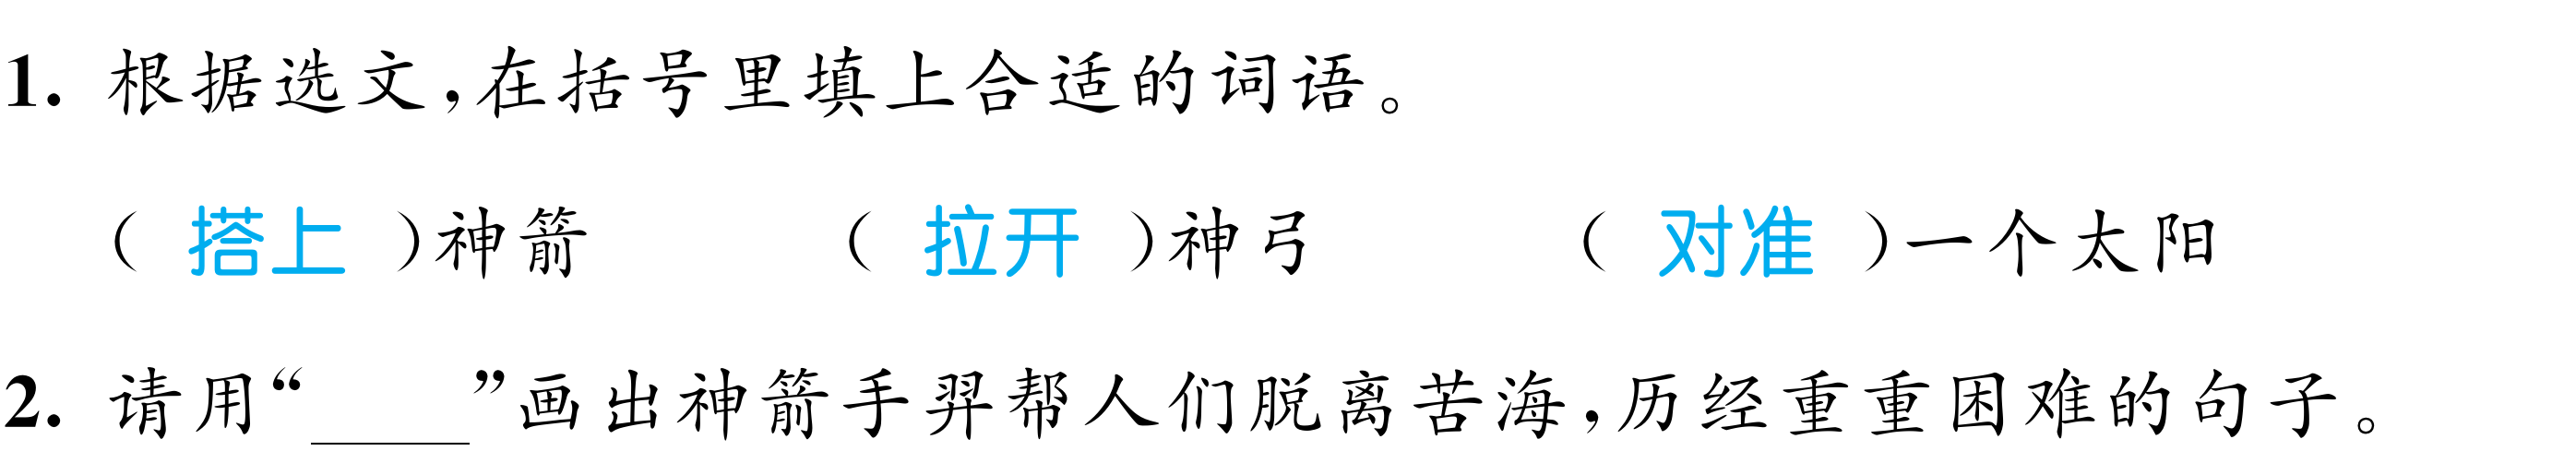 1. 根据选文,在括号里填上合适的词语。
( 搭上 )神箭 ( 拉开 )神弓 ( 对准 )一个太阳
2. 请用“____”画出神箭手羿帮人们脱离苦海,历经重重困难的句子。